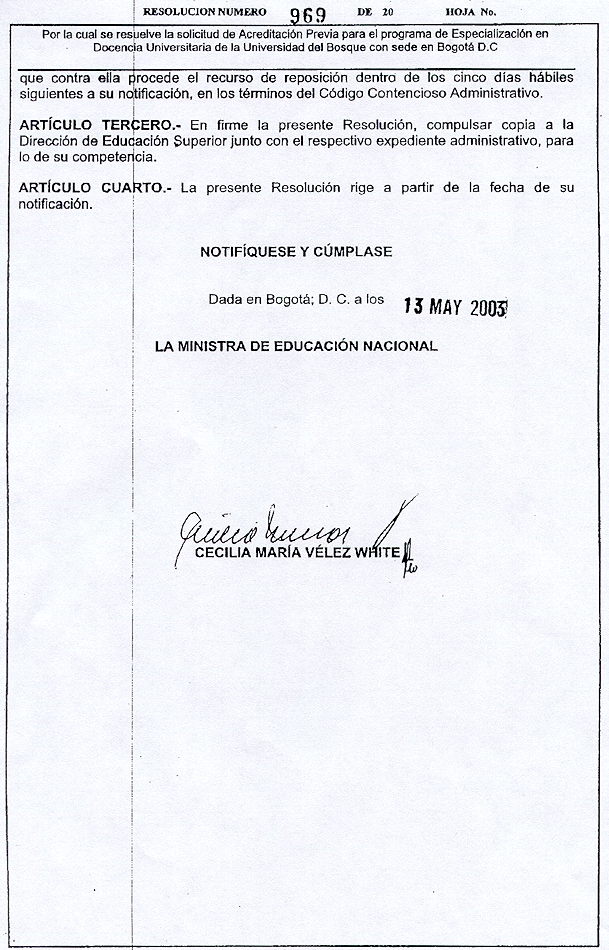 RESOLUCION NUMERO 969 DE 20 HOJA No.
Por la cual se resuelve la solicitud de Acreditación Previa para el programa de Especialización en
Docencia Universitaria de la Universidad del Bosque con sede en Bogotá D.C
que contra ella procede el recurso de reposición dentro de los cinco días hábiles
siguientes a su notificación, en los términos del Código Contencioso Administrativo.
ARTÍCULO TERCERO.- En firme la presente Resolución, compulsar copia a la
Dirección de Educación Superior junto con el respectivo expediente administrativo, para
lo de su competencia.
ARTÍCULO CUARTO.- La presente Resolución rige a partir de la fecha de su
notificación.
NOTIFÍQUESE Y CÚMPLASE
Dada en Bogotá; D. C. a los 13 MAY 2003
LA MINISTRA DE EDUCACIÓN NACIONAL
CECILIA MARÍA VÉLEZ WHITE